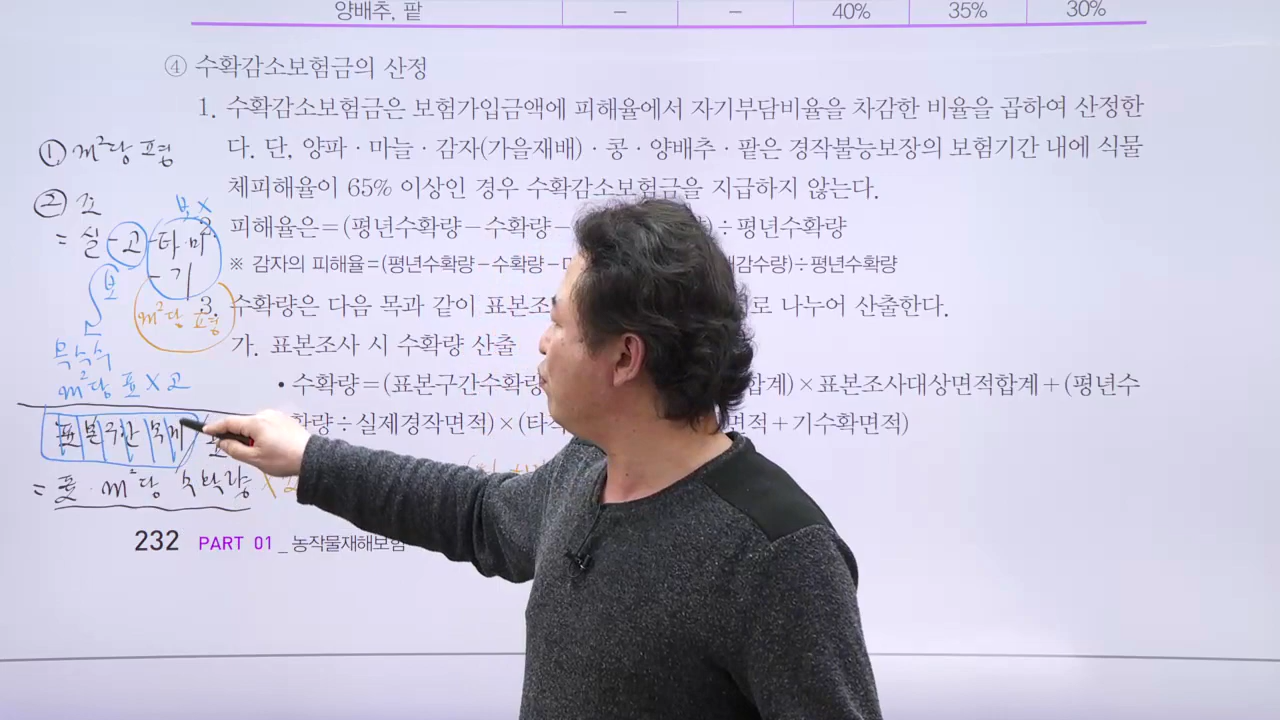 양배추, 팥 - - 40% 35% 30%
④ 수확감소보험금의 산정
1. 수확감소보험금은 보험가입금액에 피해율에서 자기부담비율을 차감한 비율을 곱하여 산정한
다. 단, 양파·마늘·감자(가을재배)·콩·양배추·팥은 경작불능보장의 보험기간 내에 식물
체피해율이 65% 이상인 경우 수확감소보험금을 지급하지 않는다.
2. 피해율은=(평년수확량-수확량- ÷평년수확량
※ 감자의 피해율=(평년수확량-수확량- 해감수량)÷평년수확량
3. 수확량은 다음 목과 같이 표본조 로 나누어 산출한다.
가. 표본조사 시 수확량 산출
• 수확량=(표본구간수확량 합계)×표본조사대상면적합계+(평년수
확량÷실제경작면적)×(타 면적+기수확면적)
① m²당 표
②
= 실-고-타·미
-기
m²당 표
m²당 표×고
표본구간
= 표·m²당 수확량 ×
232 PART 01 _ 농작물재해보험